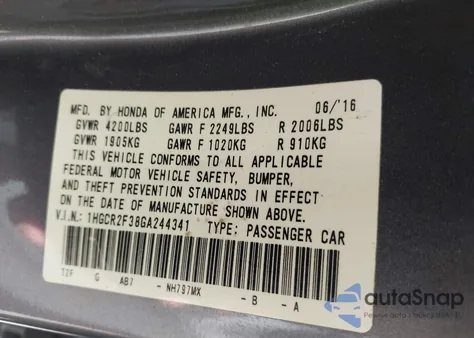 MFD. BY HONDA OF AMERICA MFG., INC. 06/'16
GVWR 4200LBS GAWR F 2249LBS R 2006LBS
GVWR 1905KG GAWR F 1020KG R 910KG
THIS VEHICLE CONFORMS TO ALL APPLICABLE
FEDERAL MOTOR VEHICLE SAFETY, BUMPER,
AND THEFT PREVENTION STANDARDS IN EFFECT
ON THE DATE OF MANUFACTURE SHOWN ABOVE.
V.I.N.: 1HGCR2F38GA244341 TYPE: PASSENGER CAR
T2F G AB1 - NH797MX - B - A
autoSnap